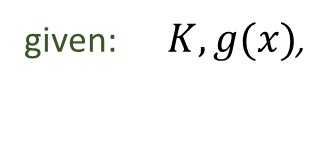 given: K, g(x),